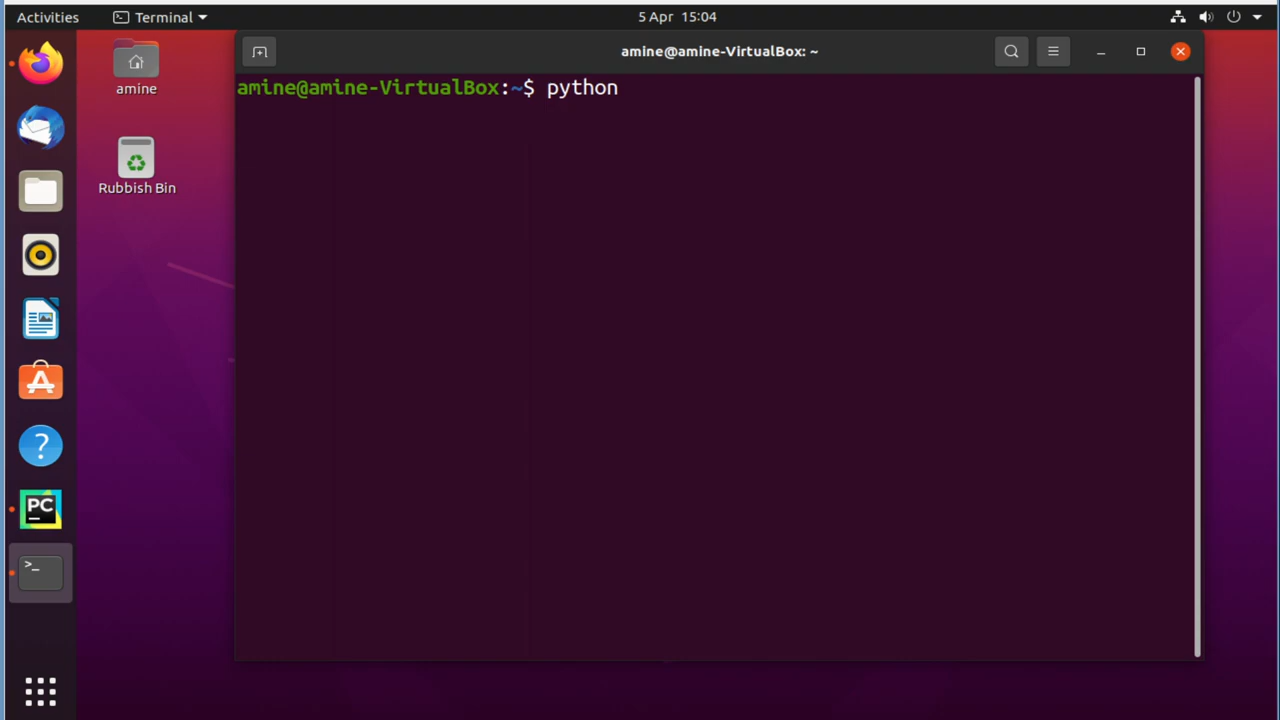 Activities Terminal 5 Apr 15:04
amine@amine-VirtualBox: ~
amine
Rubbish Bin
amine@amine-VirtualBox:~$ python
?
PC
>_